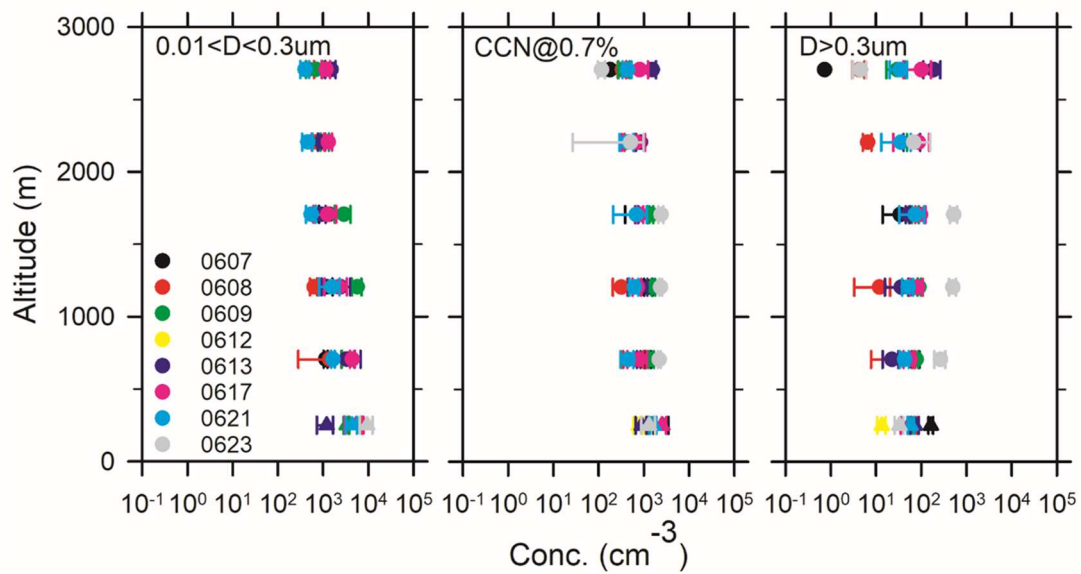 3000
2000
1000
0
Altitude (m)
0.01<D<0.3um
CCN@0.7%
D>0.3um
0607
0608
0609
0612
0613
0617
0621
0623
10⁻¹ 10⁰ 10¹ 10² 10³ 10⁴ 10⁵
10⁻¹ 10⁰ 10¹ 10² 10³ 10⁴ 10⁵
10⁻¹ 10⁰ 10¹ 10² 10³ 10⁴ 10⁵
Conc. (cm⁻³)